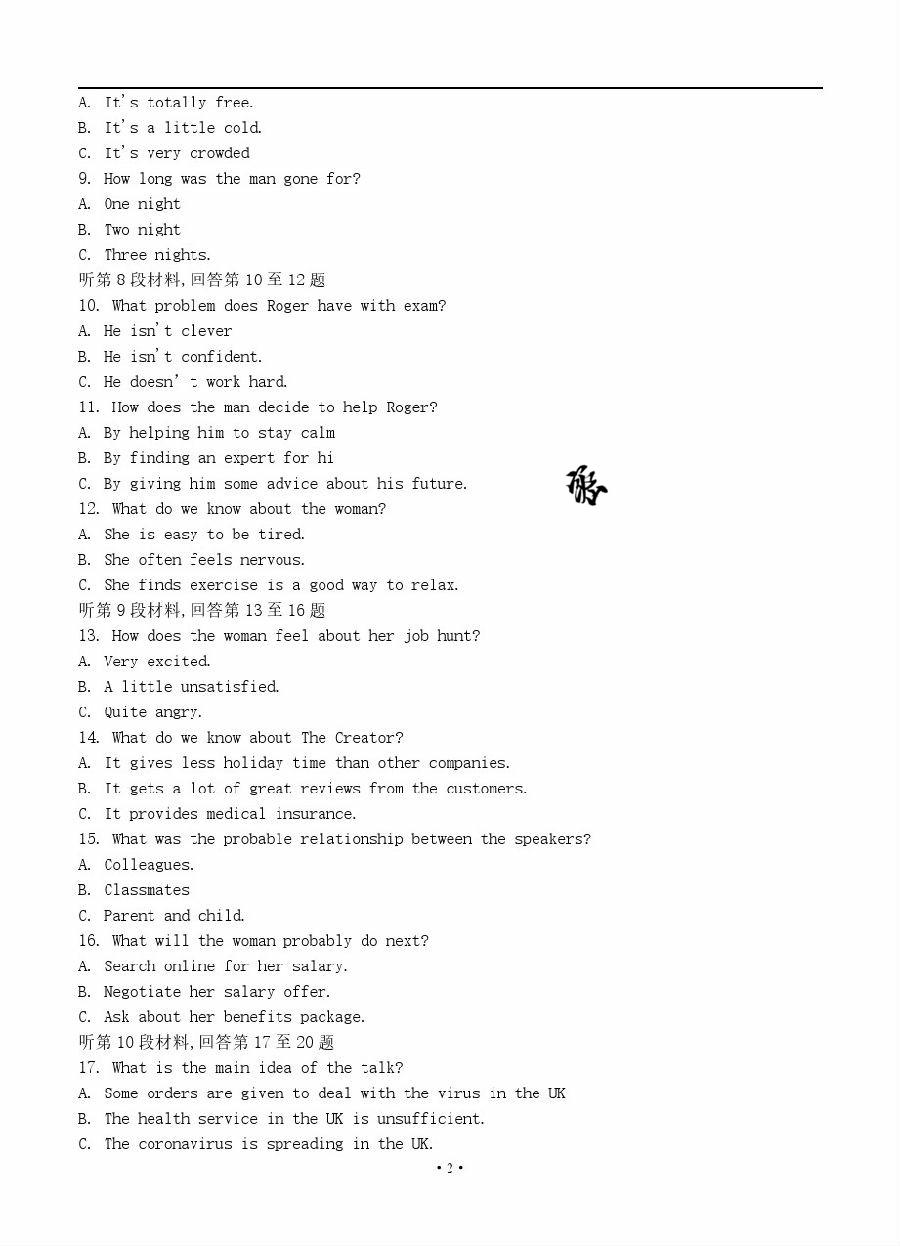 A. It's totally free.
B. It's a little cold.
C. It's very crowded
9. How long was the man gone for?
A. One night
B. Two night
C. Three nights.
听第 8 段材料,回答第 10 至 12 题
10. What problem does Roger have with exam?
A. He isn't clever
B. He isn't confident.
C. He doesn’t work hard.
11. How does the man decide to help Roger?
A. By helping him to stay calm
B. By finding an expert for hi
C. By giving him some advice about his future.
12. What do we know about the woman?
A. She is easy to be tired.
B. She often feels nervous.
C. She finds exercise is a good way to relax.
听第 9 段材料,回答第 13 至 16 题
13. How does the woman feel about her job hunt?
A. Very excited.
B. A little unsatisfied.
C. Quite angry.
14. What do we know about The Creator?
A. It gives less holiday time than other companies.
B. It gets a lot of great reviews from the customers.
C. It provides medical insurance.
15. What was the probable relationship between the speakers?
A. Colleagues.
B. Classmates
C. Parent and child.
16. What will the woman probably do next?
A. Search online for her salary.
B. Negotiate her salary offer.
C. Ask about her benefits package.
听第 10 段材料,回答第 17 至 20 题
17. What is the main idea of the talk?
A. Some orders are given to deal with the virus in the UK
B. The health service in the UK is unsufficient.
C. The coronavirus is spreading in the UK.
·2·